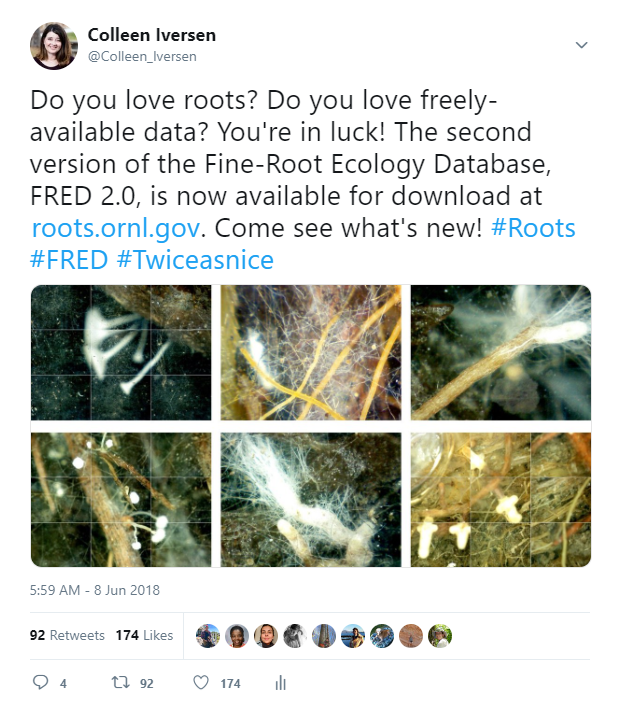 Colleen Iversen
@Colleen_Iversen
Do you love roots? Do you love freely-
available data? You're in luck! The second
version of the Fine-Root Ecology Database,
FRED 2.0, is now available for download at
roots.ornl.gov. Come see what's new! #Roots
#FRED #Twiceasnice
5:59 AM - 8 Jun 2018
92 Retweets 174 Likes
4 92 174